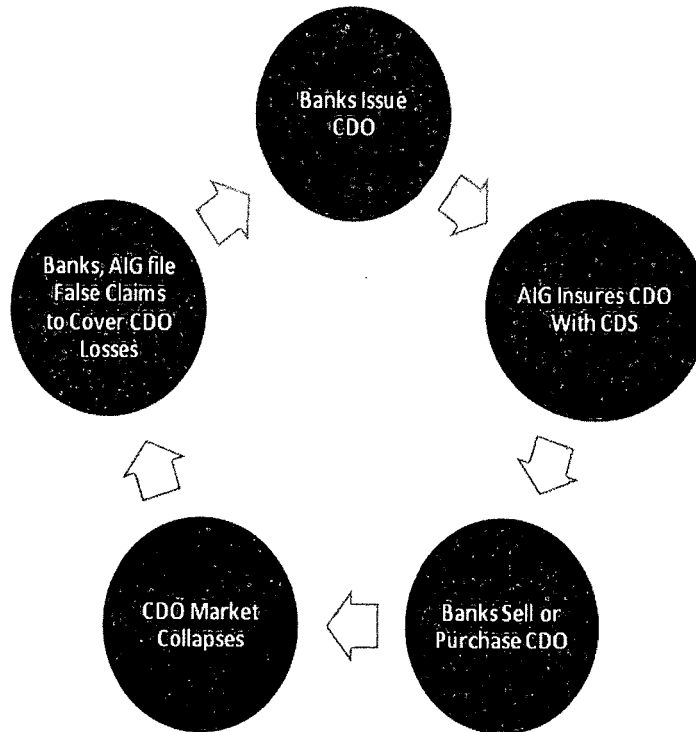 Banks Issue
CDO
AIG Insures CDO
With CDS
Banks Sell or
Purchase CDO
CDO Market
Collapses
Banks, AIG file
False Claims
to Cover CDO
Losses